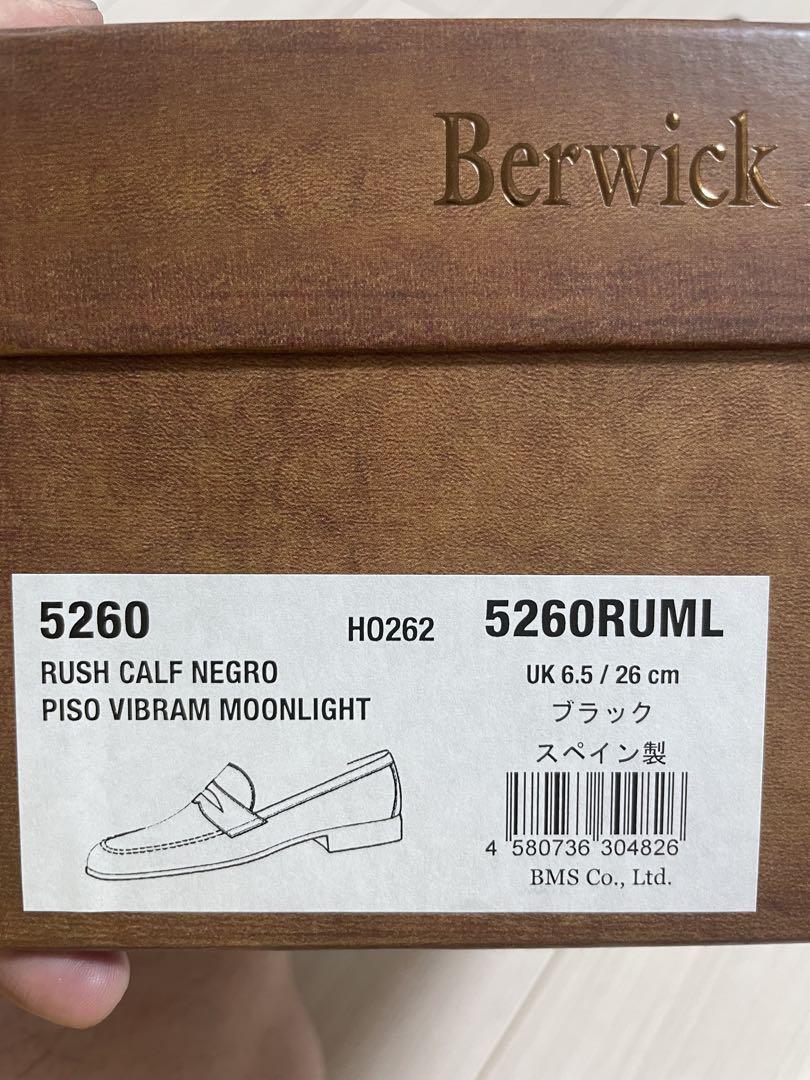 Berwick
5260
HO262
RUSH CALF NEGRO
PISO VIBRAM MOONLIGHT
5260RUML
UK 6.5 / 26 cm
ブラック
スペイン製
4 580736 304826
BMS Co., Ltd.